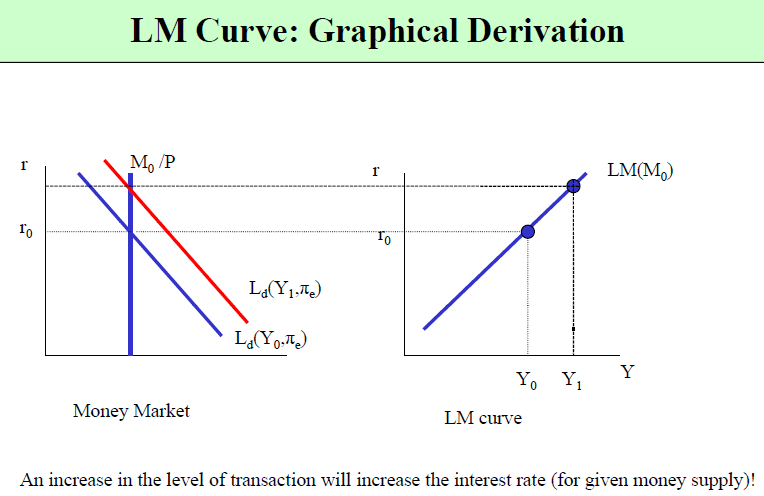 LM Curve: Graphical Derivation
r
M₀ /P
r
LM(M₀)
r₀
r₀
Ld(Y₁,πₑ)
Ld(Y₀,πₑ)
Y₀
Y₁
Y
Money Market
LM curve
An increase in the level of transaction will increase the interest rate (for given money supply)!